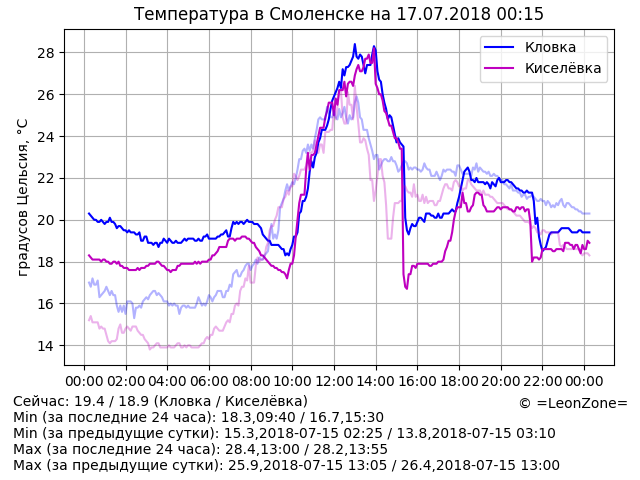 Температура в Смоленске на 17.07.2018 00:15
Кловка
Киселёвка
градусов Цельсия, °C
28
26
24
22
20
18
16
14
00:00 02:00 04:00 06:00 08:00 10:00 12:00 14:00 16:00 18:00 20:00 22:00 00:00
Сейчас: 19.4 / 18.9 (Кловка / Киселёвка)
© =LeonZone=
Min (за последние 24 часа): 18.3,09:40 / 16.7,15:30
Min (за предыдущие сутки): 15.3,2018-07-15 02:25 / 13.8,2018-07-15 03:10
Max (за последние 24 часа): 28.4,13:00 / 28.2,13:55
Max (за предыдущие сутки): 25.9,2018-07-15 13:05 / 26.4,2018-07-15 13:00